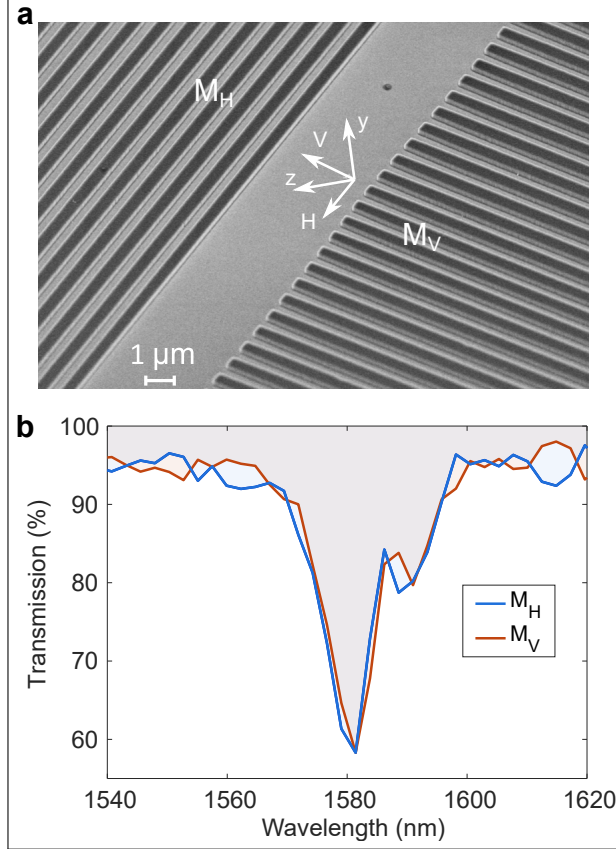 a
M_H
y
V
z
H
M_V
1 μm
b
100
90
80
70
60
Transmission (%)
M_H
M_V
1540 1560 1580 1600 1620
Wavelength (nm)